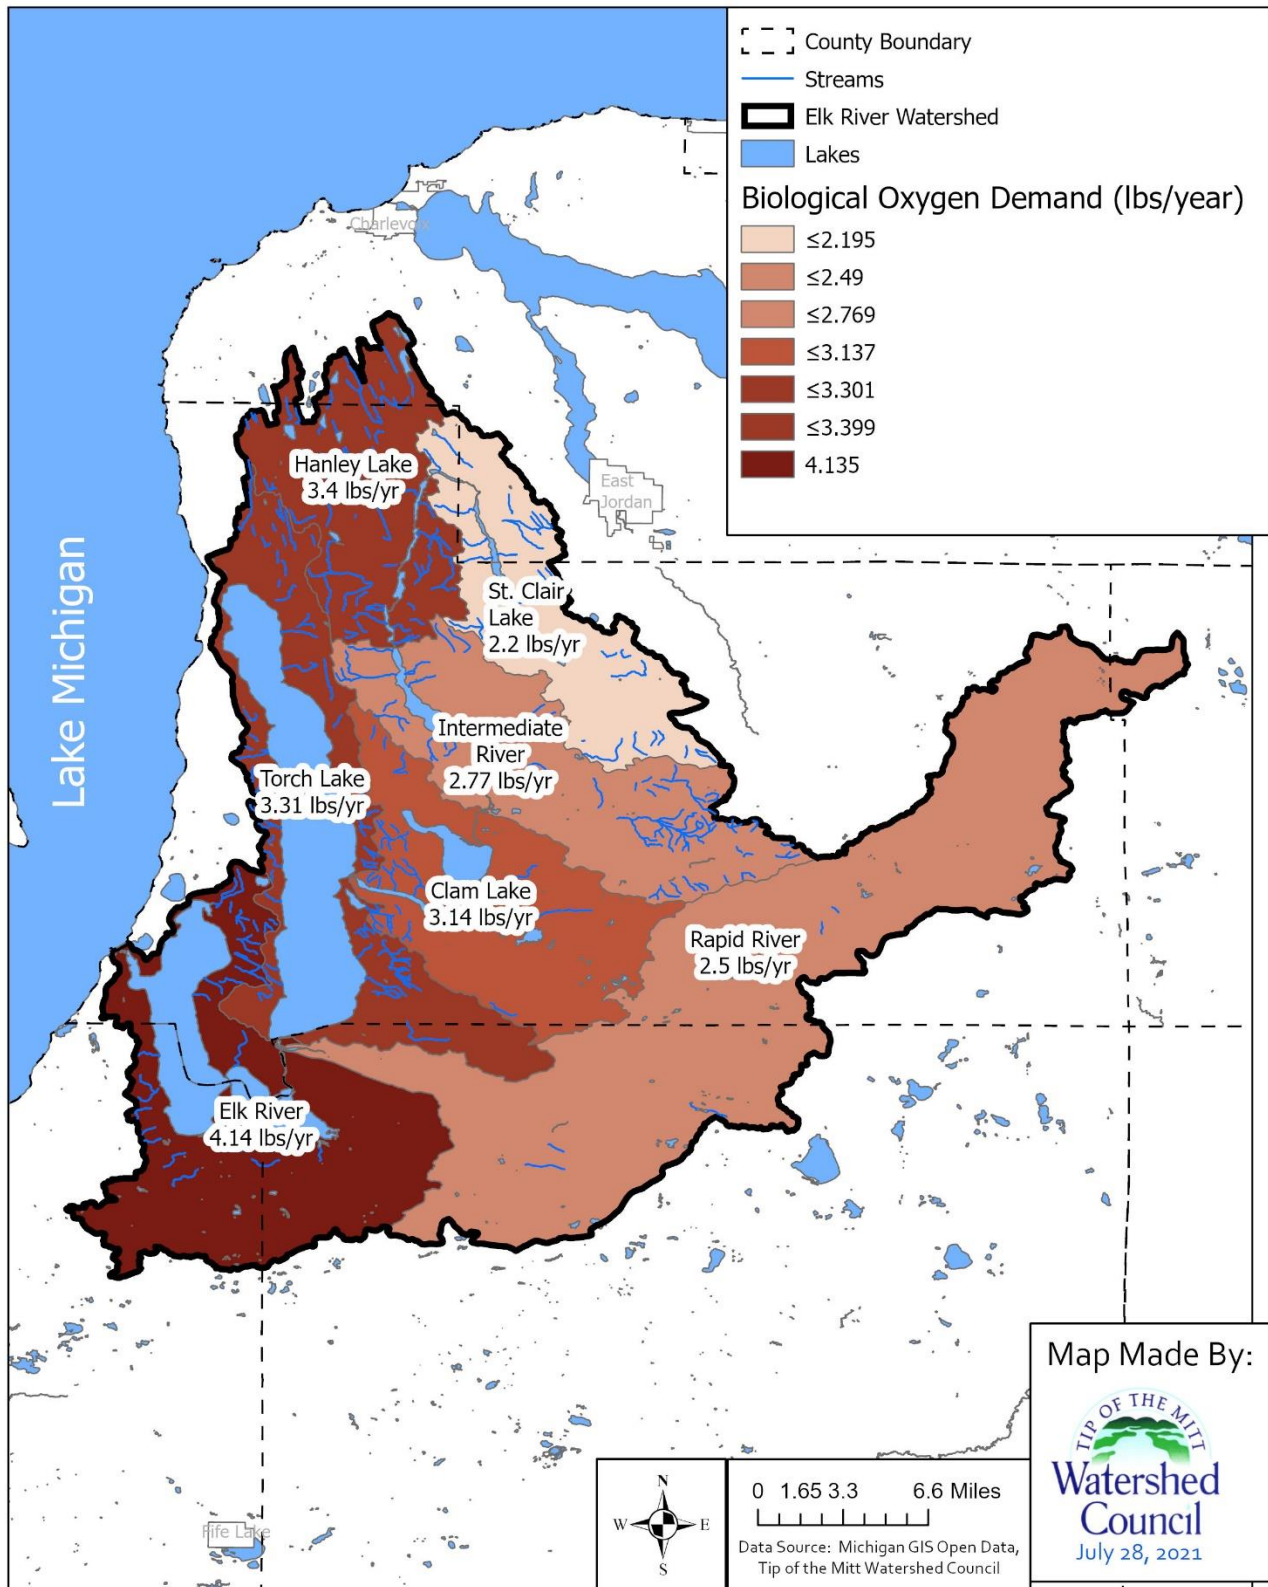 County Boundary
Streams
Elk River Watershed
Lakes
Biological Oxygen Demand (lbs/year)
≤2.195
≤2.49
≤2.769
≤3.137
≤3.301
≤3.399
4.135
Charlevoix
East
Jordan
Hanley Lake
3.4 lbs/yr
St. Clair
Lake
2.2 lbs/yr
Lake Michigan
Intermediate
River
2.77 lbs/yr
Torch Lake
3.31 lbs/yr
Clam Lake
3.14 lbs/yr
Rapid River
2.5 lbs/yr
Elk River
4.14 lbs/yr
Fife Lake
N
W E
S
0 1.65 3.3 6.6 Miles
Data Source: Michigan GIS Open Data,
Tip of the Mitt Watershed Council
Map Made By:
TIP OF THE MITT
Watershed
Council
July 28, 2021